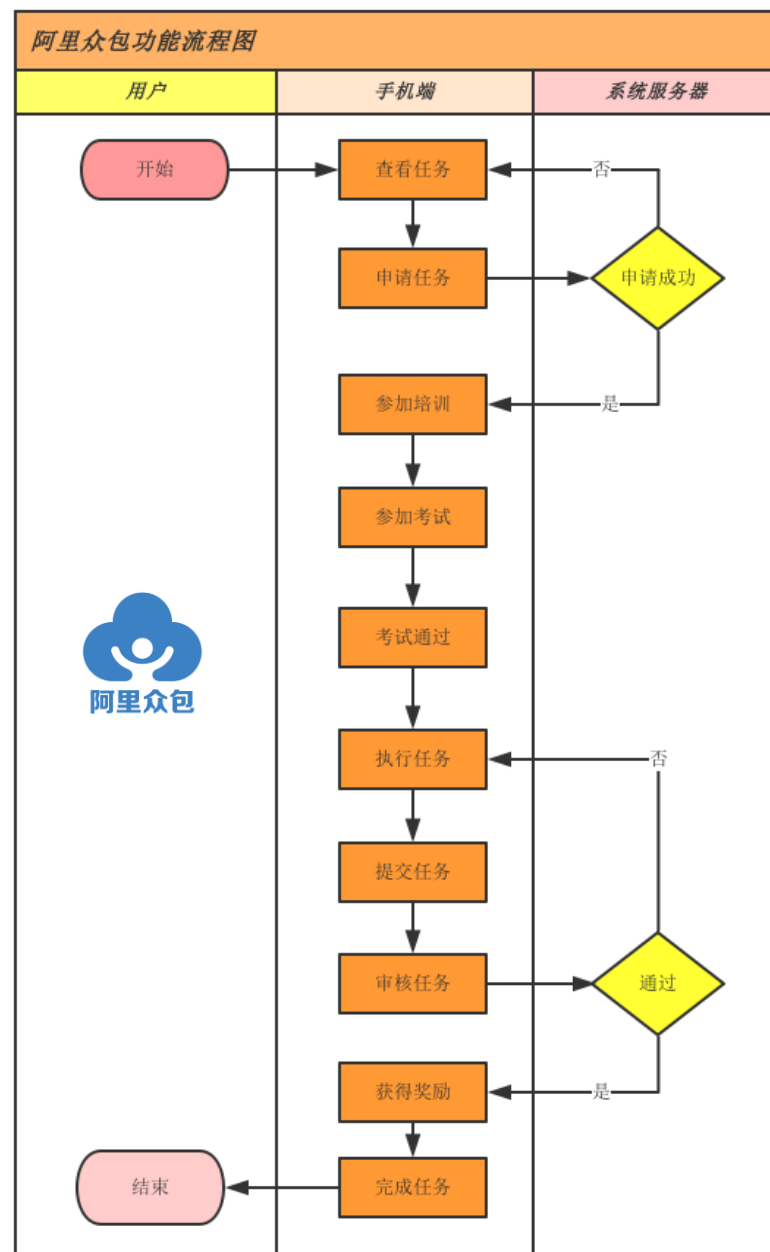 阿里众包功能流程图
用户
手机端
系统服务器
开始
查看任务
否
申请任务
申请成功
参加培训
是
参加考试
考试通过
阿里众包
执行任务
否
提交任务
审核任务
通过
获得奖励
是
结束
完成任务